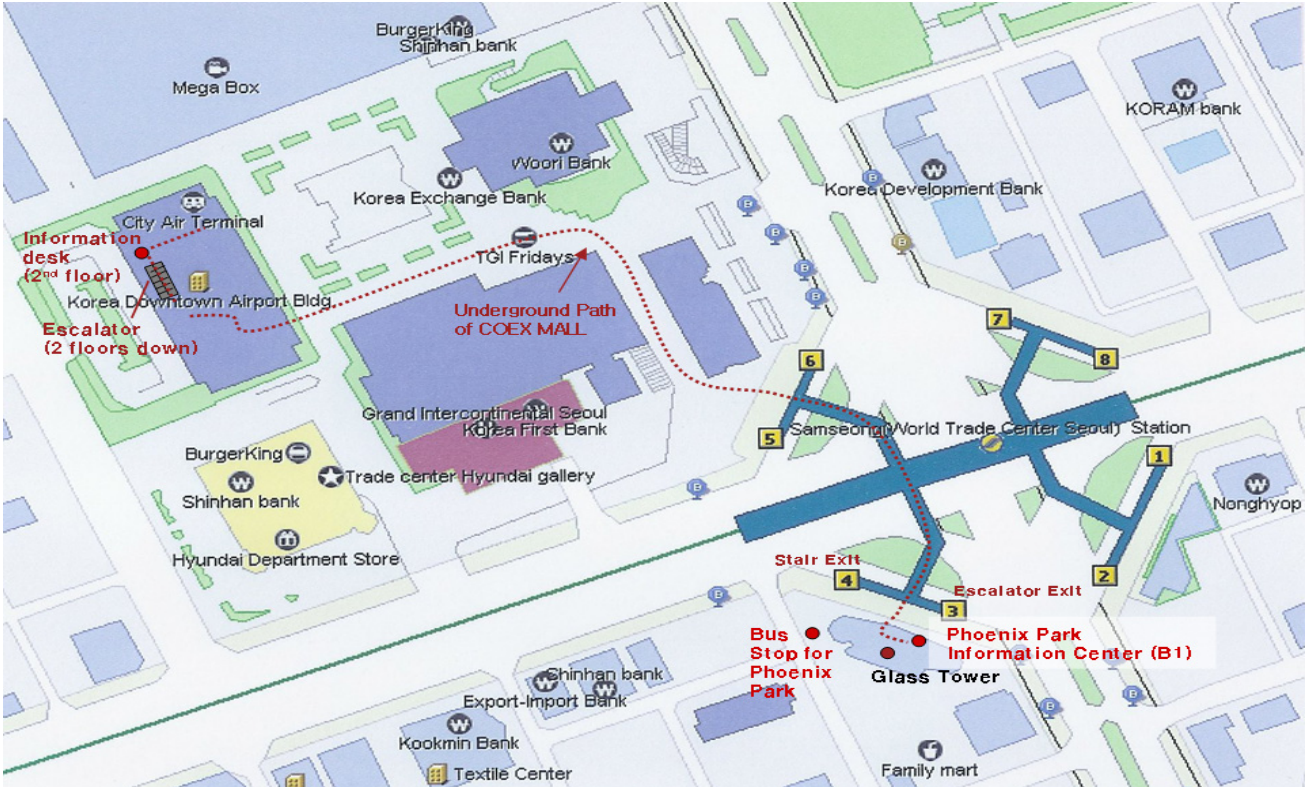 BurgerKing
Shinhan bank
Mega Box
KORAM bank
Woori Bank
Korea Exchange Bank
Korea Development Bank
City Air Terminal
Information
desk
(2nd floor)
TGI Fridays
Korea Downtown Airport Bldg.
Underground Path
of COEX MALL
Escalator
(2 floors down)
7
8
6
5
Grand Intercontinental Seoul
Korea First Bank
Samseong(World Trade Center Seoul) Station
1
BurgerKing
Trade center Hyundai gallery
Shinhan bank
Nonghyop
Hyundai Department Store
Stair Exit
4
2
Escalator Exit
3
Bus
Stop for
Phoenix
Park
Phoenix Park
Information Center (B1)
Glass Tower
Shinhan bank
Export-Import Bank
Kookmin Bank
Textile Center
Family mart